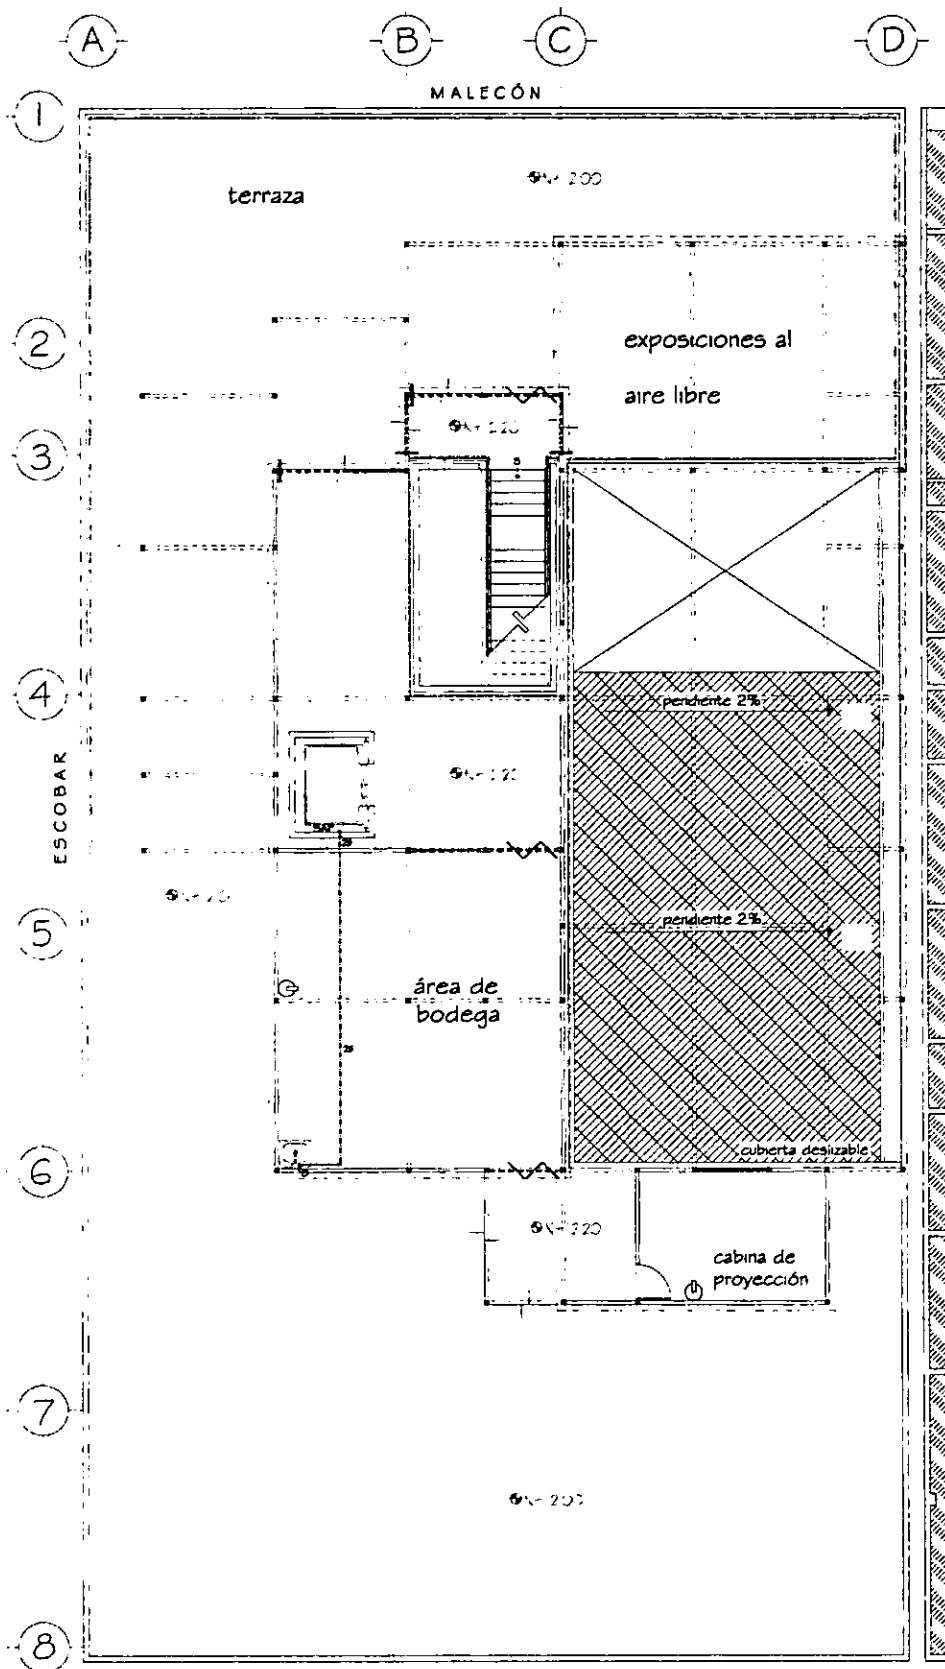 A
B
C
D
MALECÓN
1
terraza
2
exposiciones al
aire libre
3
4
pendiente 2%
ESCOBAR
5
pendiente 2%
área de
bodega
cubierta deslizable
6
cabina de
proyección
7
8